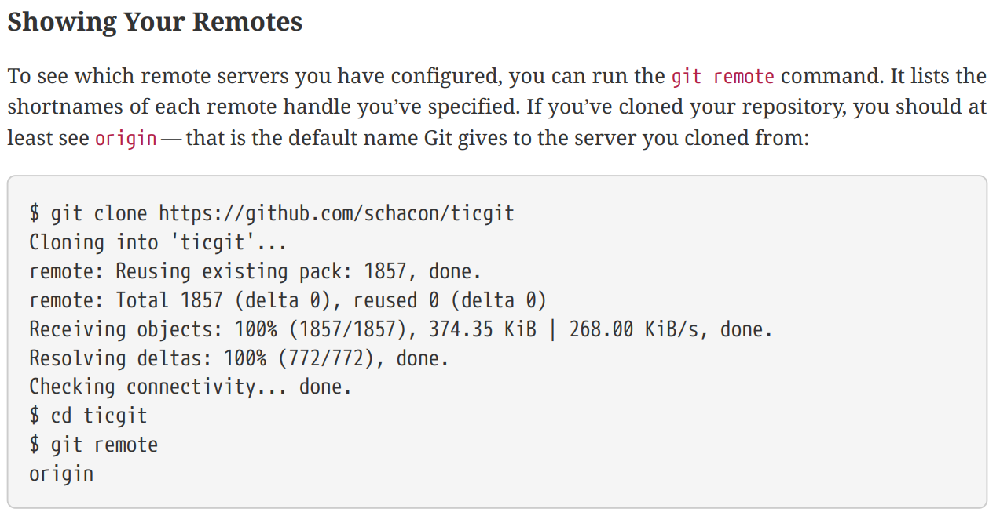 Showing Your Remotes
To see which remote servers you have configured, you can run the git remote command. It lists the
shortnames of each remote handle you’ve specified. If you’ve cloned your repository, you should at
least see origin — that is the default name Git gives to the server you cloned from:
$ git clone https://github.com/schacon/ticgit
Cloning into 'ticgit'...
remote: Reusing existing pack: 1857, done.
remote: Total 1857 (delta 0), reused 0 (delta 0)
Receiving objects: 100% (1857/1857), 374.35 KiB | 268.00 KiB/s, done.
Resolving deltas: 100% (772/772), done.
Checking connectivity... done.
$ cd ticgit
$ git remote
origin